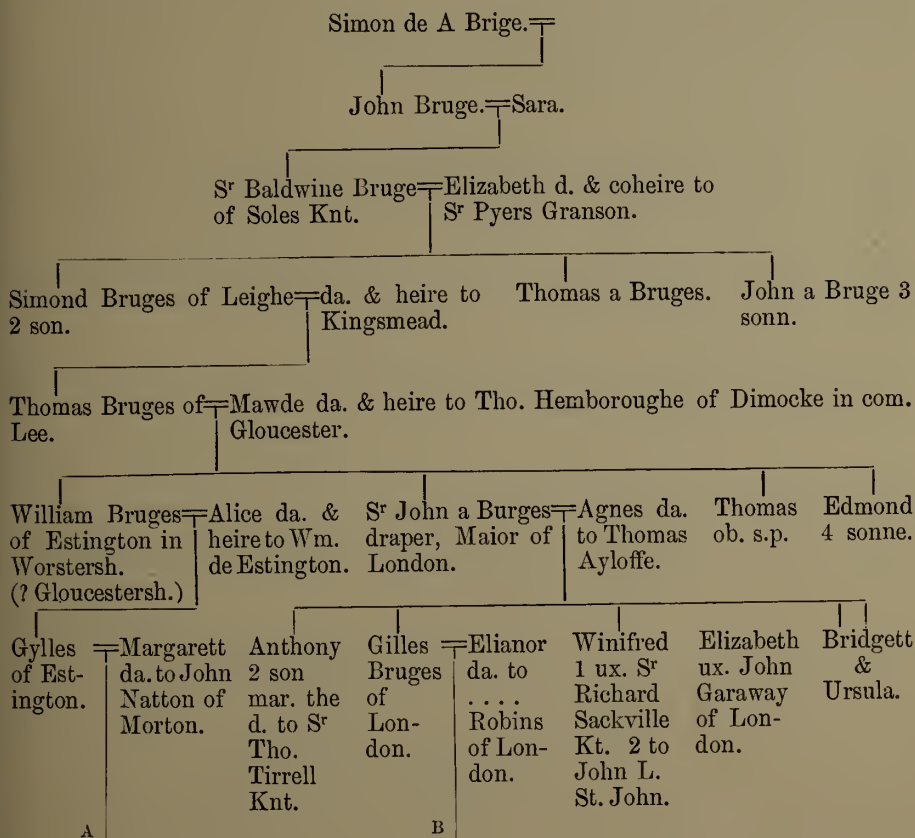 Simon de A Brige.
John Bruge. Sara.
Sr Baldwine Bruge
of Soles Knt.
Elizabeth d. & coheire to
Sr Pyers Granson.
Simond Bruges of Leighe
2 son.
da. & heire to
Kingsmead.
Thomas a Bruges.
John a Bruge 3
sonn.
Thomas Bruges of
Lee.
Mawde da. & heire to Tho. Hemboroughe of Dimocke in com.
Gloucester.
William Bruges
of Estington in
Worstersh.
(? Gloucestersh.)
Alice da. &
heire to Wm.
de Estington.
Sr John a Burges
draper, Maior of
London.
Agnes da.
to Thomas
Ayloffe.
Thomas
ob. s.p.
Edmond
4 sonne.
Gylles
of Est-
ington.
Margarett
da. to John
Natton of
Morton.
Anthony
2 son
mar. the
d. to Sr
Tho.
Tirrell
Knt.
Gilles
Bruges
of
Lon-
don.
Elianor
da. to
. . . .
Robins
of Lon-
don.
Winifred
1 ux. Sr
Richard
Sackville
Kt. 2 to
John L.
St. John.
Elizabeth
ux. John
Garaway
of Lon-
don.
Bridgett
&
Ursula.
A
B